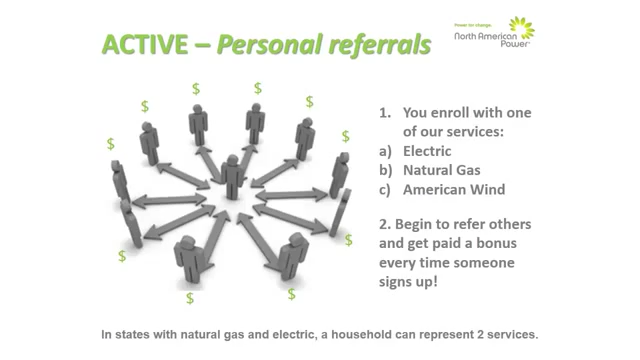 Power for change.
North American
Power®
ACTIVE – Personal referrals
$
$
$
$
$
$
$
$
$
$
1. You enroll with one
of our services:
a) Electric
b) Natural Gas
c) American Wind
2. Begin to refer others
and get paid a bonus
every time someone
signs up!
In states with natural gas and electric, a household can represent 2 services.